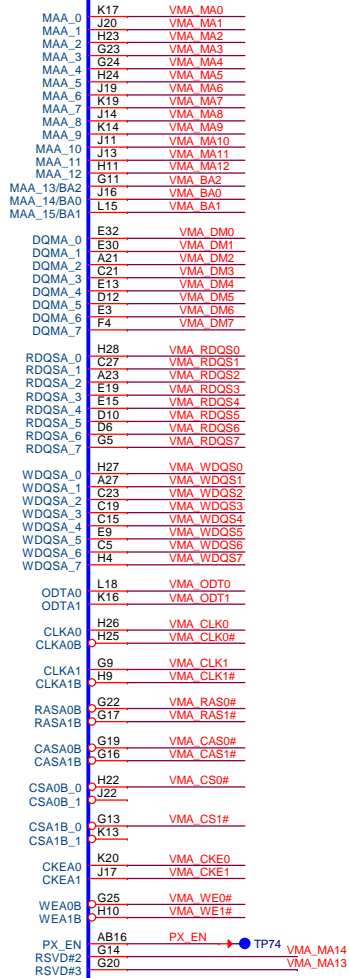 MAA_0 K17 VMA_MA0
MAA_1 J20 VMA_MA1
MAA_2 H23 VMA_MA2
MAA_3 G23 VMA_MA3
MAA_4 G24 VMA_MA4
MAA_5 H24 VMA_MA5
MAA_6 J19 VMA_MA6
MAA_7 K19 VMA_MA7
MAA_8 J14 VMA_MA8
MAA_9 K14 VMA_MA9
MAA_10 J11 VMA_MA10
MAA_11 J13 VMA_MA11
MAA_12 H11 VMA_MA12
MAA_13/BA2 G11 VMA_BA2
MAA_14/BA0 J16 VMA_BA0
MAA_15/BA1 L15 VMA_BA1
DQMA_0 E32 VMA_DM0
DQMA_1 E30 VMA_DM1
DQMA_2 A21 VMA_DM2
DQMA_3 C21 VMA_DM3
DQMA_4 E13 VMA_DM4
DQMA_5 D12 VMA_DM5
DQMA_6 E3 VMA_DM6
DQMA_7 F4 VMA_DM7
RDQSA_0 H28 VMA_RDQS0
RDQSA_1 C27 VMA_RDQS1
RDQSA_2 A23 VMA_RDQS2
RDQSA_3 E19 VMA_RDQS3
RDQSA_4 E15 VMA_RDQS4
RDQSA_5 D10 VMA_RDQS5
RDQSA_6 D6 VMA_RDQS6
RDQSA_7 G5 VMA_RDQS7
WDQSA_0 H27 VMA_WDQS0
WDQSA_1 A27 VMA_WDQS1
WDQSA_2 C23 VMA_WDQS2
WDQSA_3 C19 VMA_WDQS3
WDQSA_4 C15 VMA_WDQS4
WDQSA_5 E9 VMA_WDQS5
WDQSA_6 C5 VMA_WDQS6
WDQSA_7 H4 VMA_WDQS7
ODTA0 L18 VMA_ODT0
ODTA1 K16 VMA_ODT1
CLKA0 H26 VMA_CLK0
CLKA0B H25 VMA_CLK0#
CLKA1 G9 VMA_CLK1
CLKA1B H9 VMA_CLK1#
RASA0B G22 VMA_RAS0#
RASA1B G17 VMA_RAS1#
CASA0B G19 VMA_CAS0#
CASA1B G16 VMA_CAS1#
CSA0B_0 H22 VMA_CS0#
CSA0B_1 J22
CSA1B_0 G13 VMA_CS1#
CSA1B_1 K13
CKEA0 K20 VMA_CKE0
CKEA1 J17 VMA_CKE1
WEA0B G25 VMA_WE0#
WEA1B H10 VMA_WE1#
PX_EN AB16 PX_EN TP74
RSVD#2 G14 VMA_MA14
RSVD#3 G20 VMA_MA13